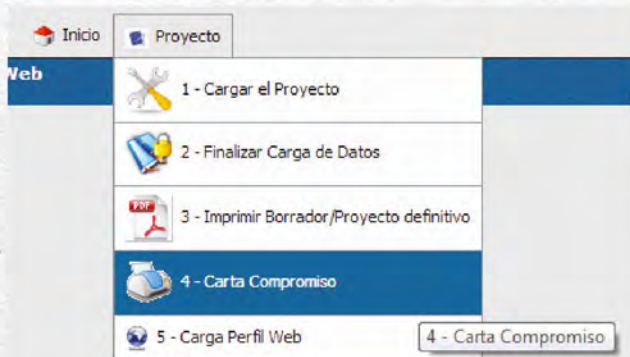 Inicio
Proyecto
Web
1 - Cargar el Proyecto
2 - Finalizar Carga de Datos
PDF
3 - Imprimir Borrador/Proyecto definitivo
4 - Carta Compromiso
5 - Carga Perfil Web
4 - Carta Compromiso